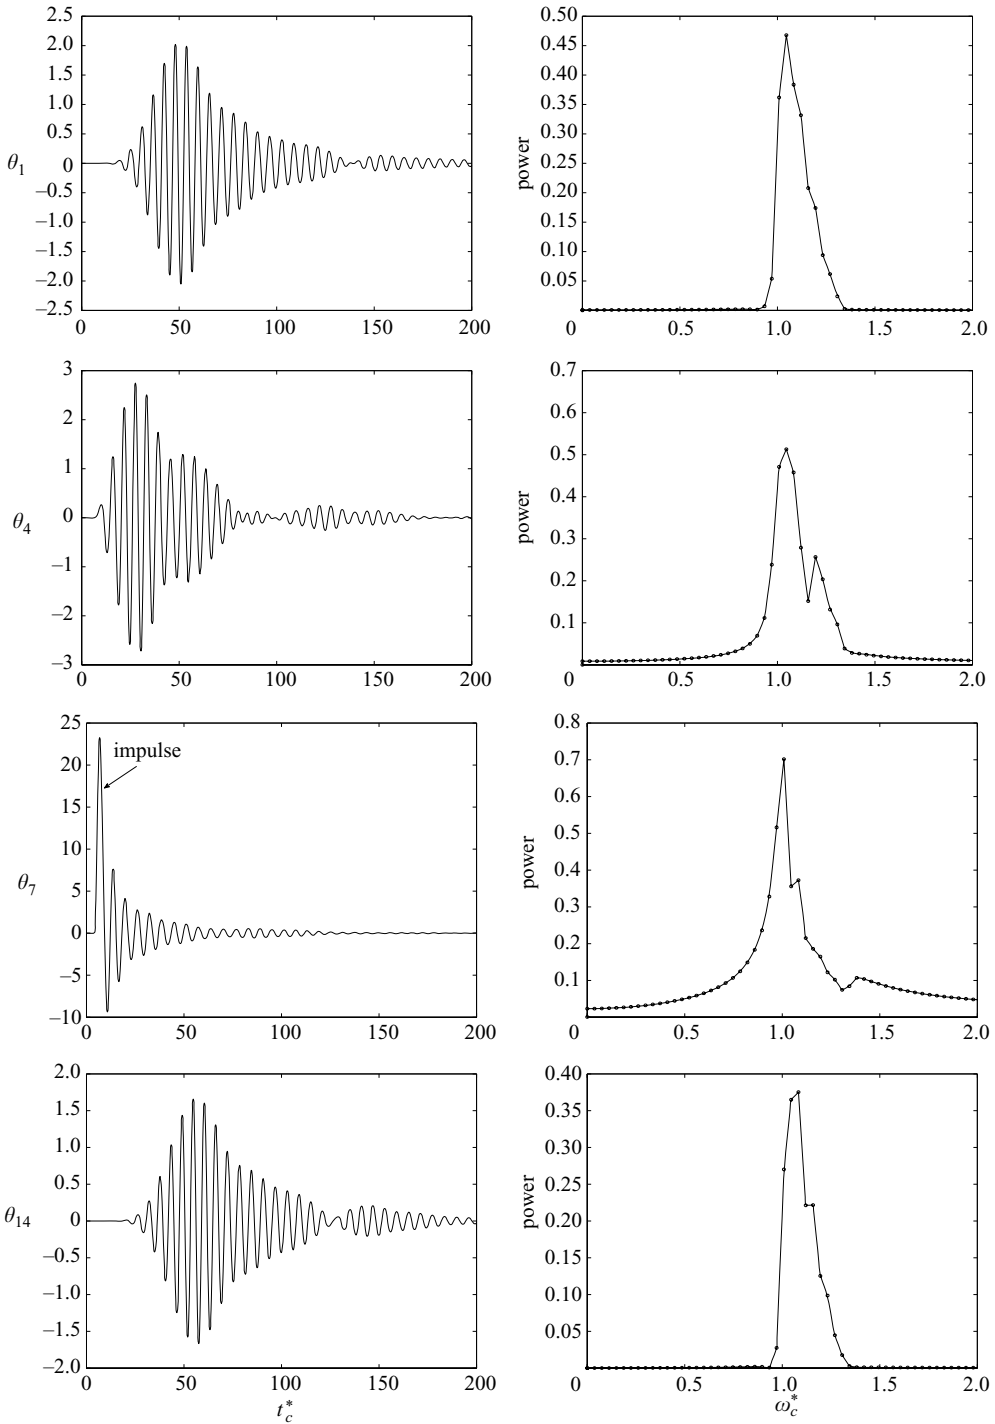 2.5 2.0 1.5 1.0 0.5 0 −0.5 −1.0 −1.5 −2.0 −2.5
θ1
0 50 100 150 200
0.50 0.45 0.40 0.35 0.30 0.25 0.20 0.15 0.10 0.05
power
0 0.5 1.0 1.5 2.0
3 2 1 0 −1 −2 −3
θ4
0 50 100 150 200
0.7 0.6 0.5 0.4 0.3 0.2 0.1
power
0 0.5 1.0 1.5 2.0
25 20 15 10 5 0 −5 −10
impulse
θ7
0 50 100 150 200
0.8 0.7 0.6 0.5 0.4 0.3 0.2 0.1
power
0 0.5 1.0 1.5 2.0
2.0 1.5 1.0 0.5 0 −0.5 −1.0 −1.5 −2.0
θ14
0 50 100 150 200
t*c
0.40 0.35 0.30 0.25 0.20 0.15 0.10 0.05
power
0 0.5 1.0 1.5 2.0
ω*c